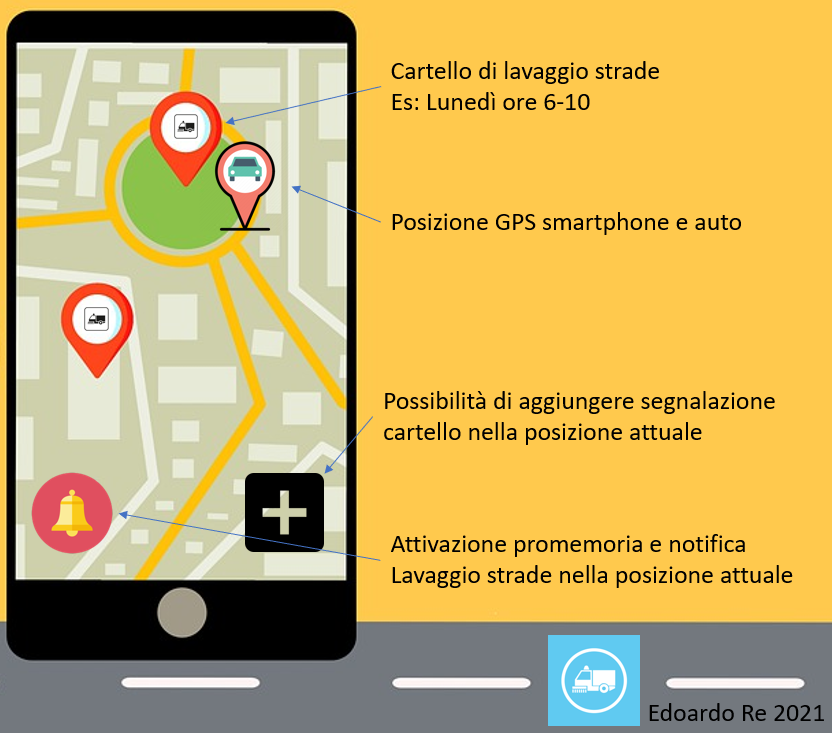 Cartello di lavaggio strade
Es: Lunedì ore 6-10
Posizione GPS smartphone e auto
Possibilità di aggiungere segnalazione
cartello nella posizione attuale
Attivazione promemoria e notifica
Lavaggio strade nella posizione attuale
Edoardo Re 2021